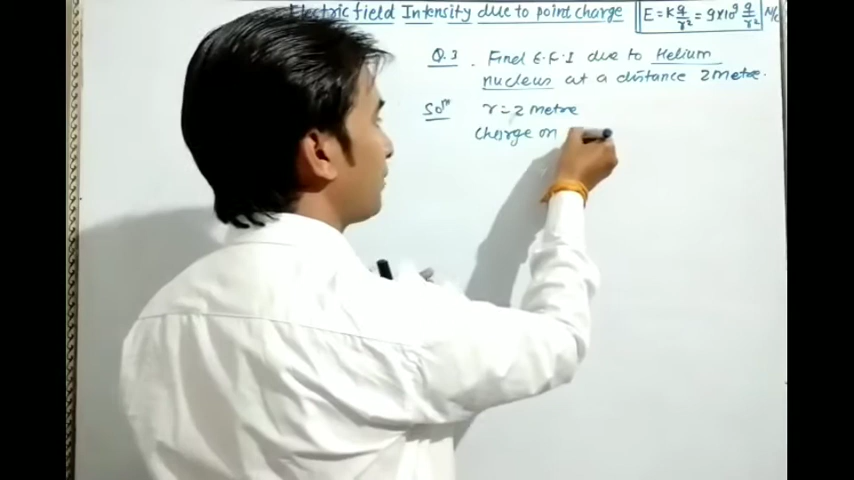 Electric field Intensity due to point charge
E = K q/r² = 9×10⁹ q/r² N/C
Q.3. Find E.F.I due to Helium
nucleus at a distance 2 metre.
Solⁿ r = 2 metre
Charge on